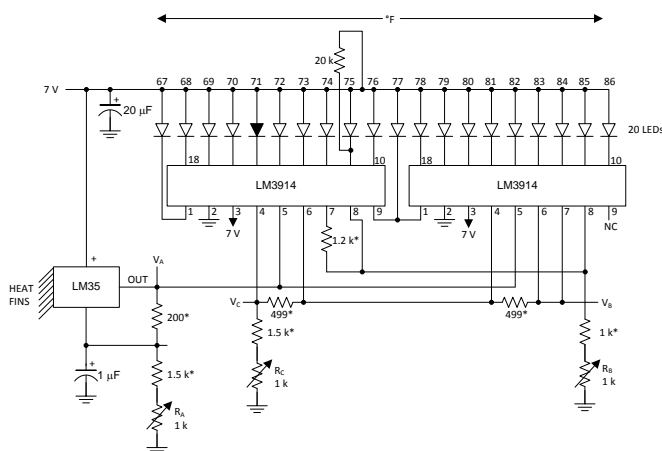 °F
20 k
67 68 69 70 71 72 73 74 75 76 77 78 79 80 81 82 83 84 85 86
7 V
+
20 μF
20 LEDs
18 10 18 10
LM3914 LM3914
1 2 3 4 5 6 7 8 9 1 2 3 4 5 6 7 8 9
7 V 7 V NC
1.2 k*
VA
+
OUT
HEAT
FINS
LM35
VC VB
200* 499* 499*
1.5 k* 1 k*
+
1 μF
1.5 k*
RC
1 k
RB
1 k
RA
1 k